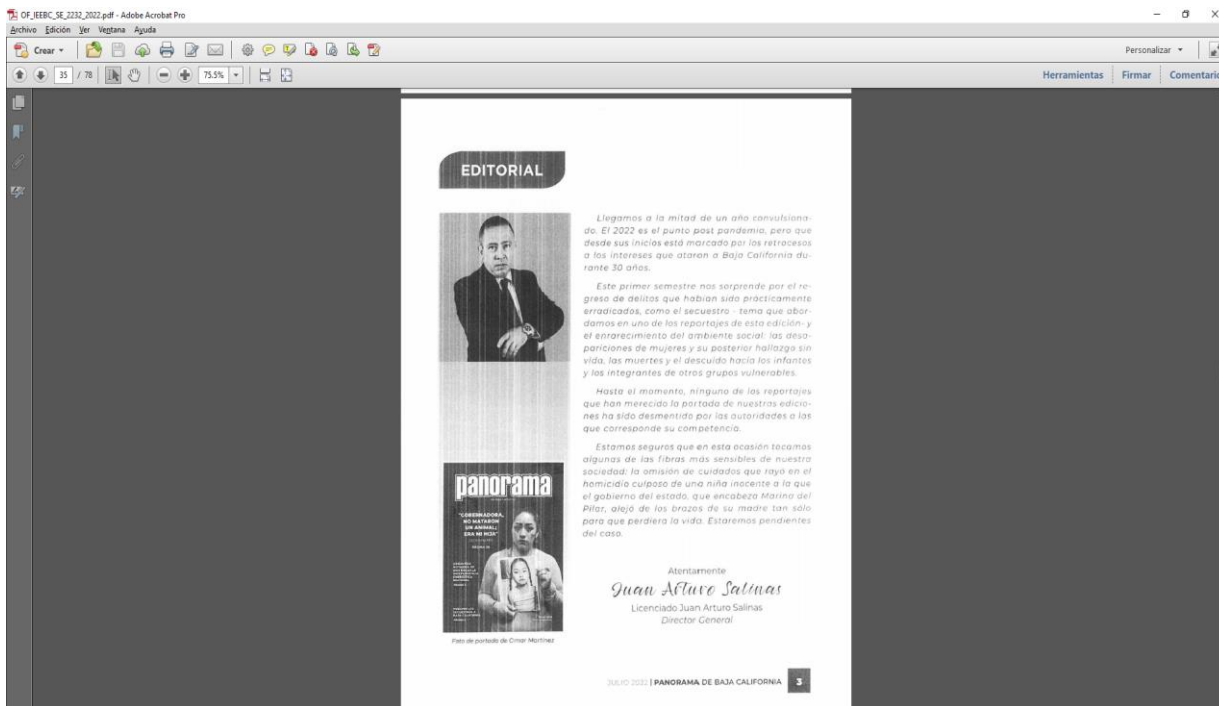 OF_IEEBC_SE_2232_2022.pdf - Adobe Acrobat Pro
Archivo Edición Ver Ventana Ayuda
Crear
Personalizar
35 / 78
75.5%
Herramientas Firmar Comentario
EDITORIAL
Llegamos a la mitad de un año convulsiona-
do. El 2022 es el punto post pandemia, pero que
desde sus inicios está marcado por los retrocesos
a los intereses que ataron a Baja California du-
rante 30 años.
Este primer semestre nos sorprende por el re-
greso de delitos que habían sido prácticamente
erradicados, como el secuestro - tema que abor-
damos en uno de los reportajes de esta edición- y
el enrarecimiento del ambiente social: las desa-
pariciones de mujeres y su posterior hallazgo sin
vida, las muertes y el descuido hacia los infantes
y los integrantes de otros grupos vulnerables.
Hasta el momento, ninguno de los reportajes
que han merecido la portada de nuestras edicio-
nes ha sido desmentido por las autoridades a las
que corresponde su competencia.
Estamos seguros que en esta ocasión tocamos
algunas de las fibras más sensibles de nuestra
sociedad: la omisión de cuidados que rayó en el
homicidio culposo de una niña inocente a la que
el gobierno del estado, que encabeza Marina del
Pilar, alejó de los brazos de su madre tan sólo
para que perdiera la vida. Estaremos pendientes
del caso.
Atentamente
Juan Arturo Salinas
Licenciado Juan Arturo Salinas
Director General
panorama
"GOBERNADORA,
NO MATARON
UN ANIMAL;
ERA MI HIJA"
Foto de portada de Omar Martínez
JULIO 2022 | PANORAMA DE BAJA CALIFORNIA 3